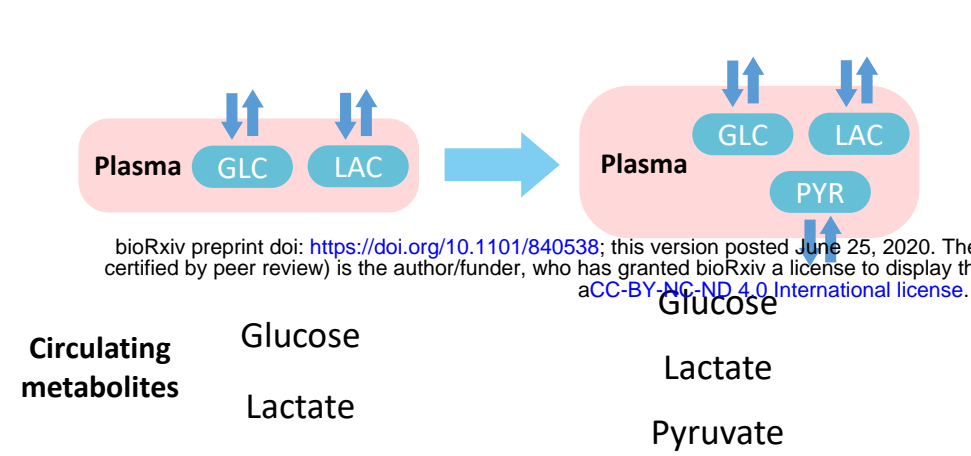 Plasma GLC LAC
Plasma GLC LAC
PYR
bioRxiv preprint doi: https://doi.org/10.1101/840538; this version posted June 25, 2020. The
certified by peer review) is the author/funder, who has granted bioRxiv a license to display th
aCC-BY-NC-ND 4.0 International license.
Circulating
metabolites
Glucose
Lactate
Glucose
Lactate
Pyruvate